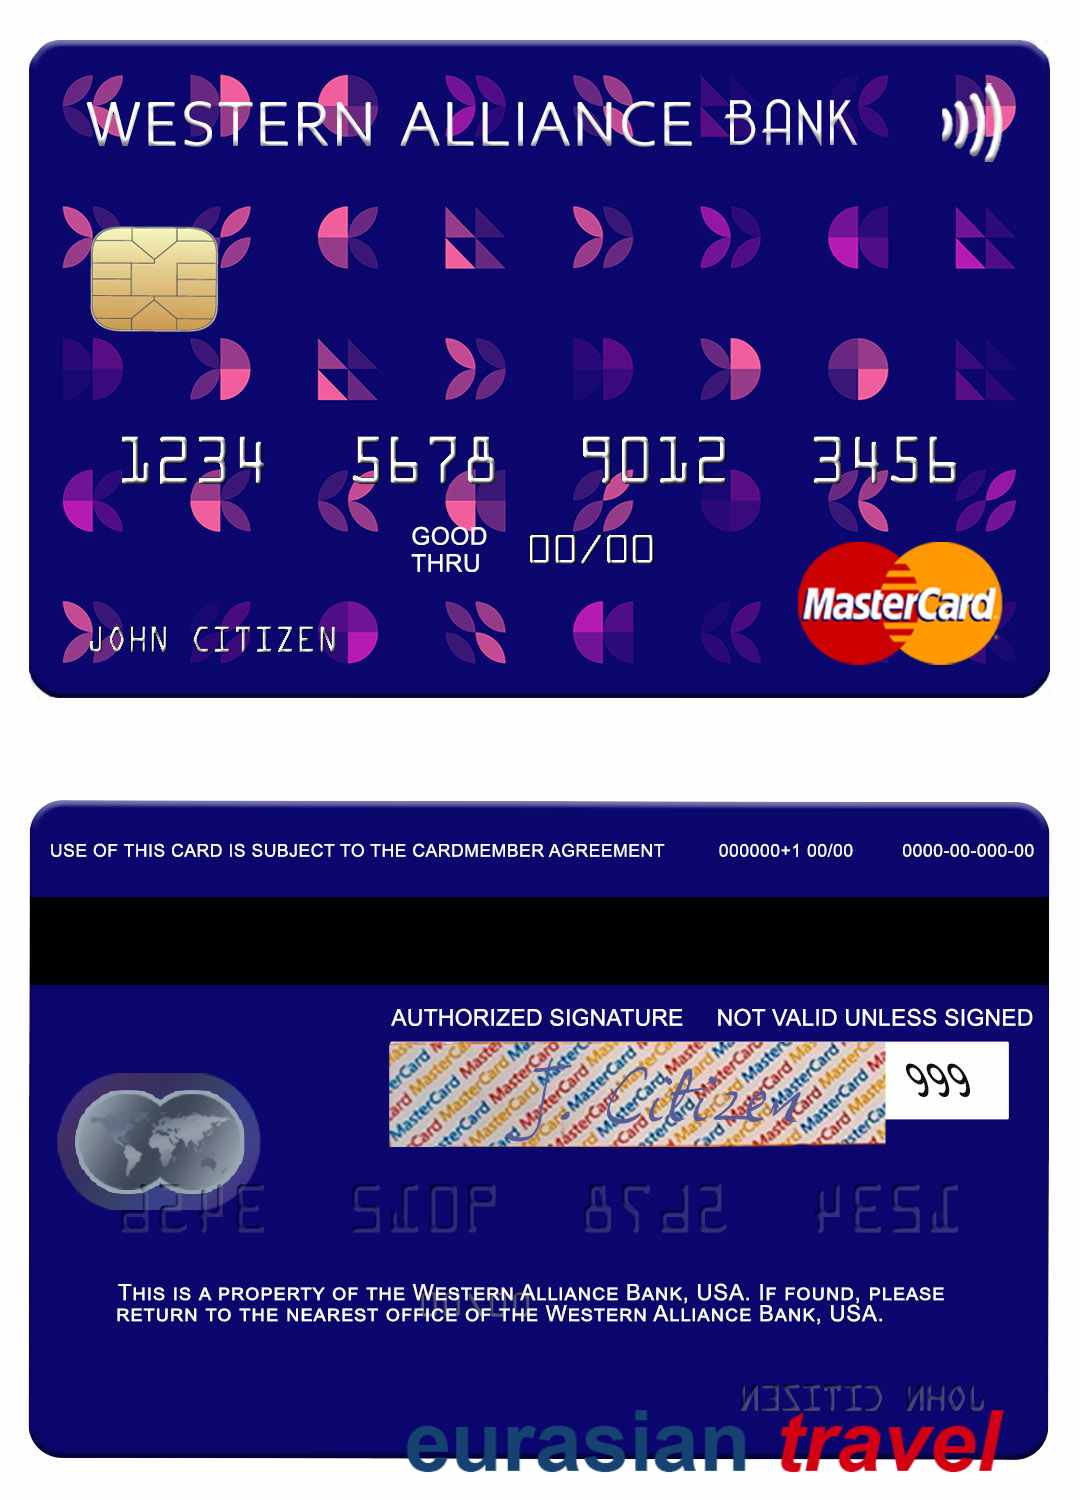 WESTERN ALLIANCE BANK
1234 5678 9012 3456
GOOD THRU 00/00
MasterCard
JOHN CITIZEN
USE OF THIS CARD IS SUBJECT TO THE CARDMEMBER AGREEMENT 000000+1 00/00 0000-00-000-00
AUTHORIZED SIGNATURE NOT VALID UNLESS SIGNED
J. Citizen 999
THIS IS A PROPERTY OF THE WESTERN ALLIANCE BANK, USA. IF FOUND, PLEASE
RETURN TO THE NEAREST OFFICE OF THE WESTERN ALLIANCE BANK, USA.
JOHN CITIZEN
eurasian travel